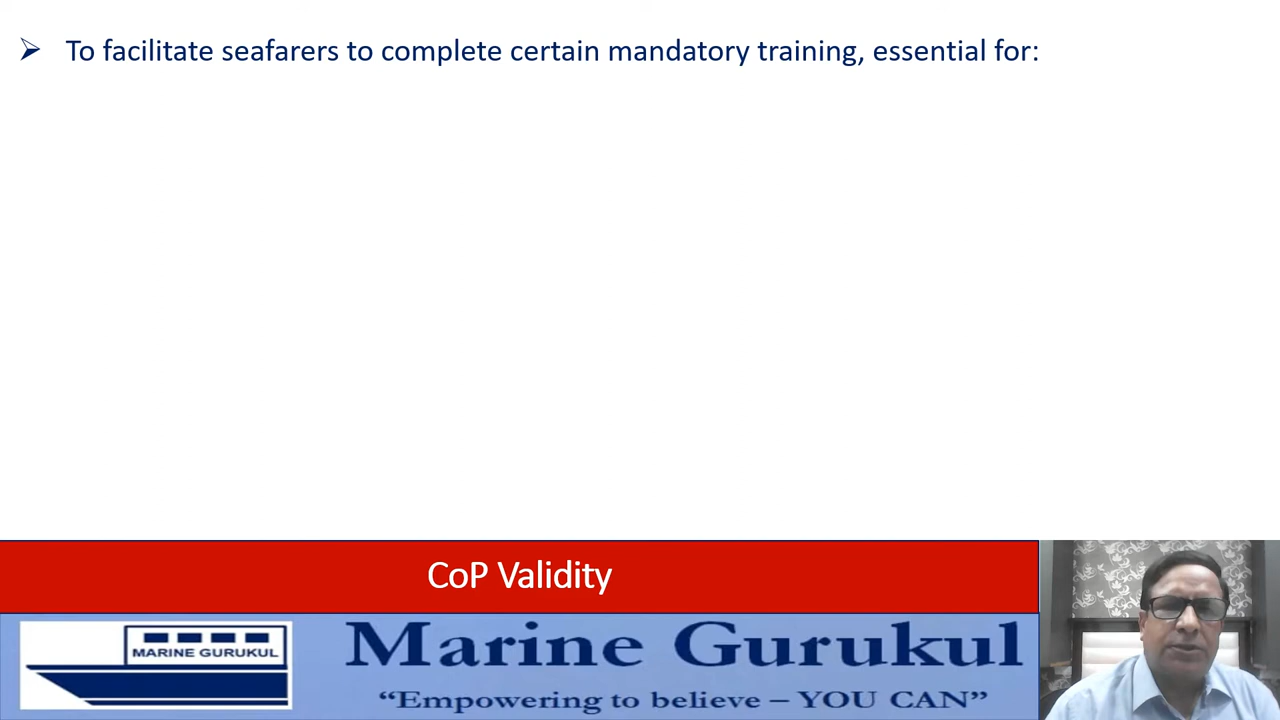 ➢ To facilitate seafarers to complete certain mandatory training, essential for:
CoP Validity
MARINE GURUKUL
Marine Gurukul
“Empowering to believe – YOU CAN”